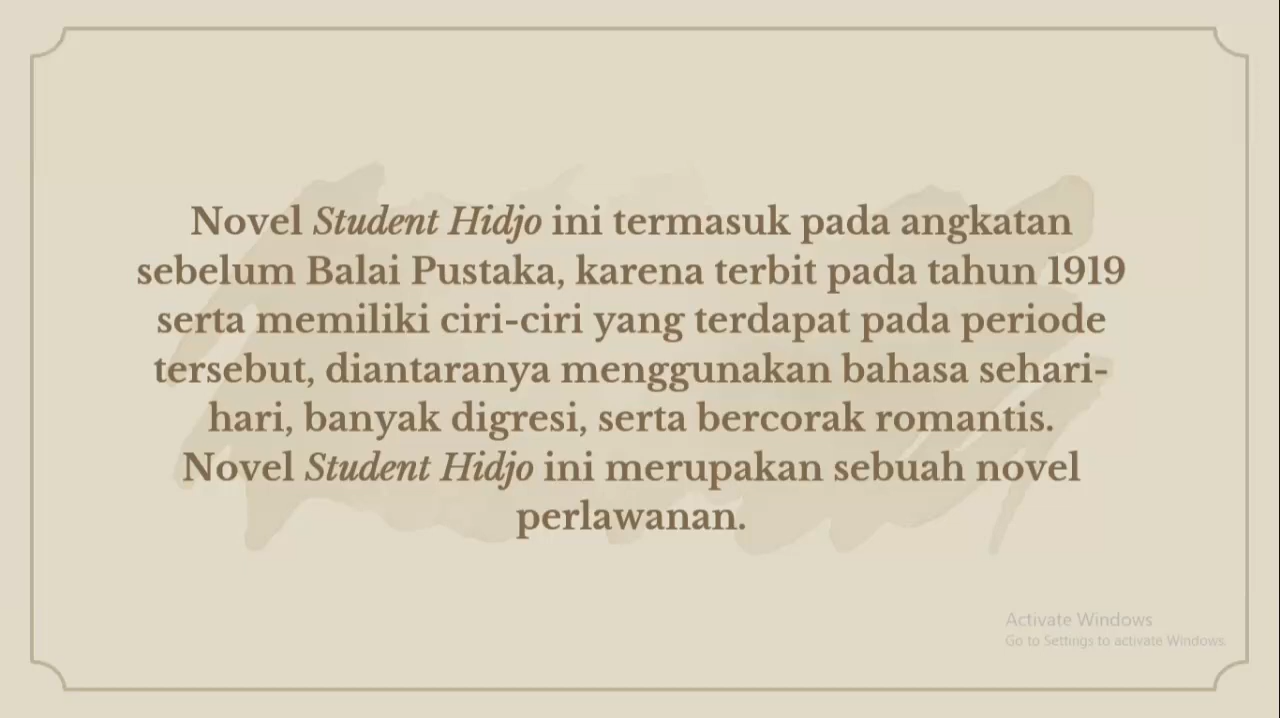 Novel Student Hidjo ini termasuk pada angkatan
sebelum Balai Pustaka, karena terbit pada tahun 1919
serta memiliki ciri-ciri yang terdapat pada periode
tersebut, diantaranya menggunakan bahasa sehari-
hari, banyak digresi, serta bercorak romantis.
Novel Student Hidjo ini merupakan sebuah novel
perlawanan.
Activate Windows
Go to Settings to activate Windows.